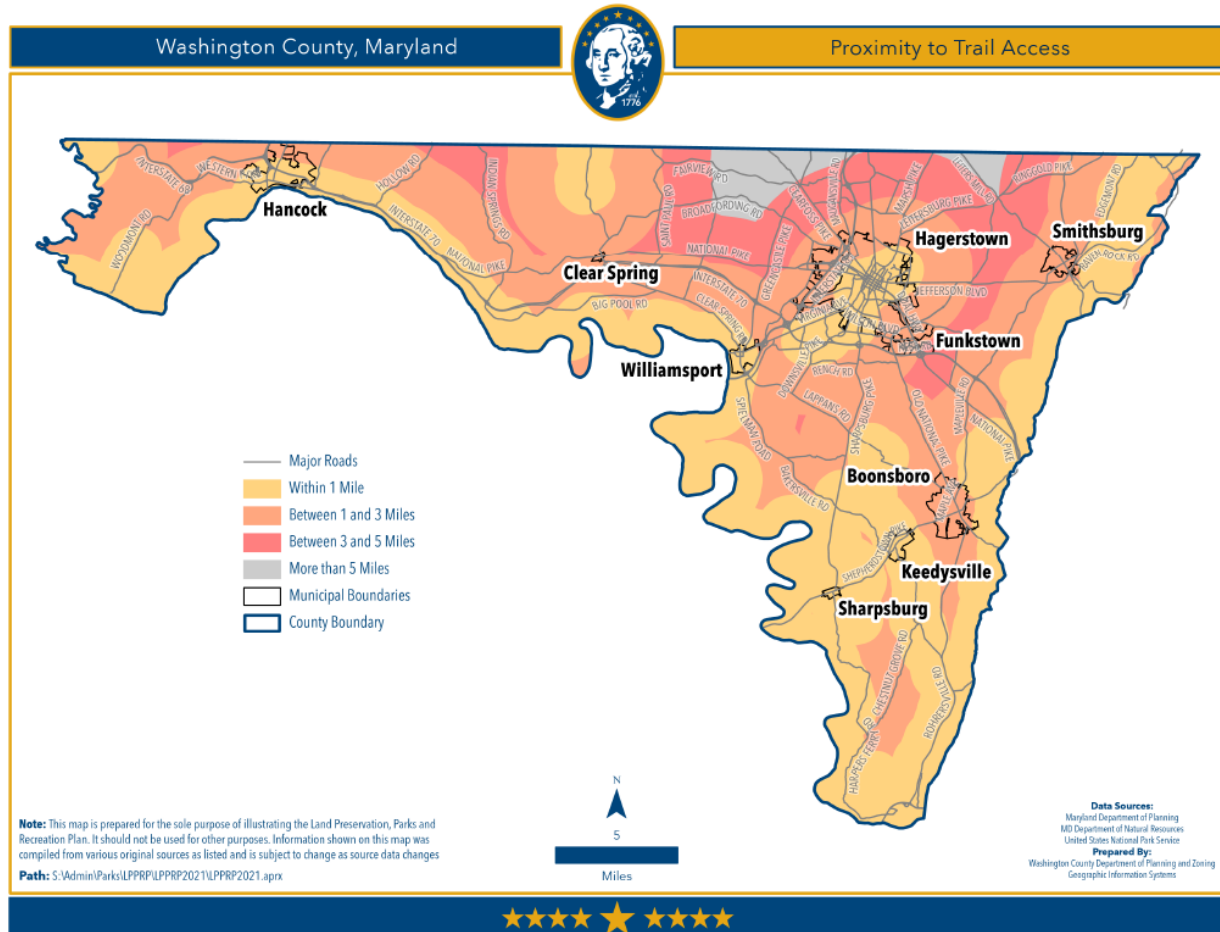 Washington County, Maryland
Proximity to Trail Access
1776
INTERSTATE 68
WESTERN
WOODMONT RD
Hancock
HOLLOW RD
INDIAN SPRINGS RD
INTERSTATE 70
NATIONAL PIKE
Clear Spring
BIG POOL RD
SAINT PAUL RD
FAIRVIEW RD
BROADFORDING RD
NATIONAL PIKE
GREENCASTLE PIKE
INTERSTATE 70
CLEAR SPRING RD
MAUGANSVILLE RD
MARSH PIKE
LEITERSBURG PIKE
RINGGOLD PIKE
EDGEMONT RD
Smithsburg
RAVEN ROCK RD
Hagerstown
JEFFERSON BLVD
Funkstown
Williamsport
DOWNSVILLE PIKE
RENCH RD
LAPPANS RD
SHARPSBURG PIKE
OLD NATIONAL PIKE
MAPLEVILLE RD
NATIONAL PIKE
SPIELMAN ROAD
BAKERSVILLE RD
Boonsboro
MAPLE AVE
SHEPHERDSTOWN PIKE
Keedysville
Sharpsburg
CHESTNUT GROVE RD
HARPERS FERRY RD
ROHRERSVILLE RD
Major Roads
Within 1 Mile
Between 1 and 3 Miles
Between 3 and 5 Miles
More than 5 Miles
Municipal Boundaries
County Boundary
N
5
Miles
Note: This map is prepared for the sole purpose of illustrating the Land Preservation, Parks and
Recreation Plan. It should not be used for other purposes. Information shown on this map was
compiled from various original sources as listed and is subject to change as source data changes
Path: S:\Admin\Parks\LPPRP\LPPRP2021\LPPRP2021.aprx
Data Sources:
Maryland Department of Planning
MD Department of Natural Resources
United States National Park Service
Prepared By:
Washington County Department of Planning and Zoning
Geographic Information Systems